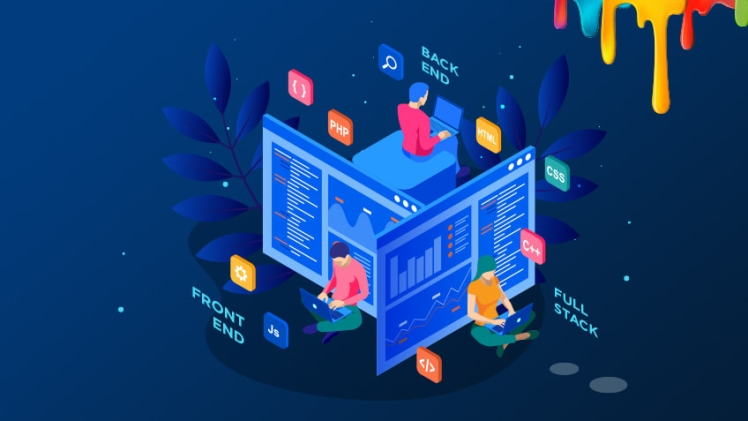 BACK
END
{ }
PHP
HTML
CSS
C++
FRONT
END
Js
FULL
STACK
</>